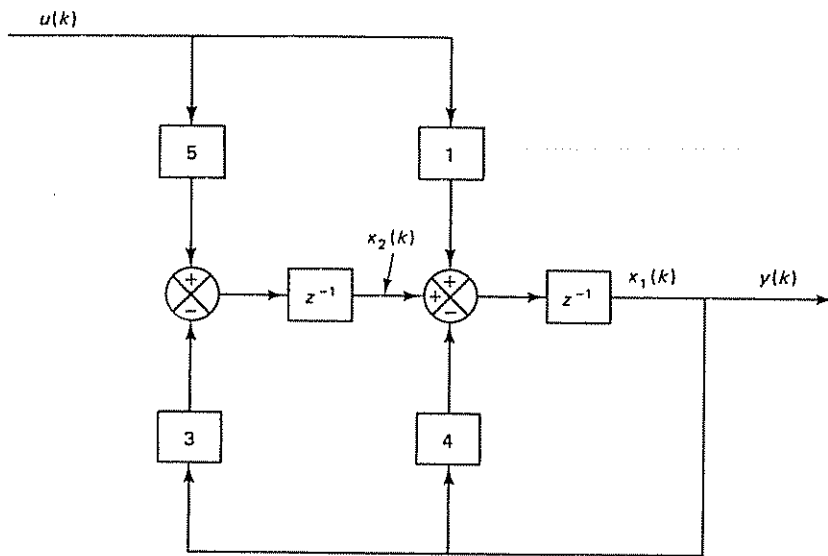 u(k)
5
1
x₂(k)
+
−
z⁻¹
+
+
−
z⁻¹
x₁(k)
y(k)
3
4